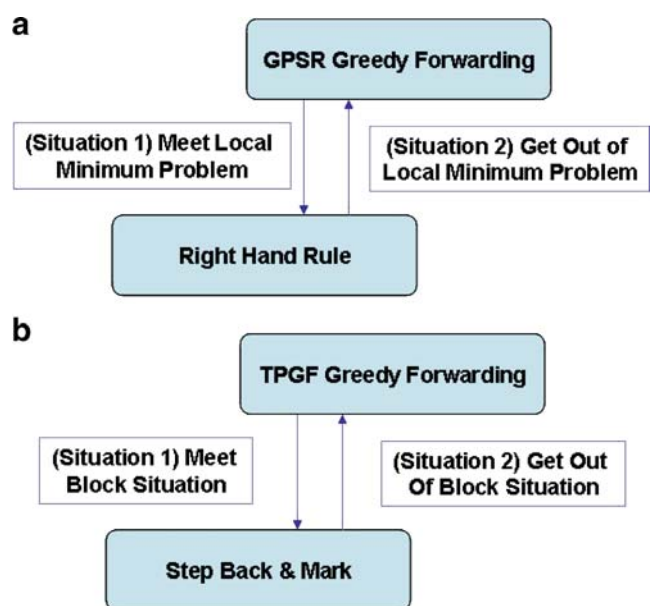 a
GPSR Greedy Forwarding
(Situation 1) Meet Local
Minimum Problem
(Situation 2) Get Out of
Local Minimum Problem
Right Hand Rule
b
TPGF Greedy Forwarding
(Situation 1) Meet
Block Situation
(Situation 2) Get Out
Of Block Situation
Step Back & Mark